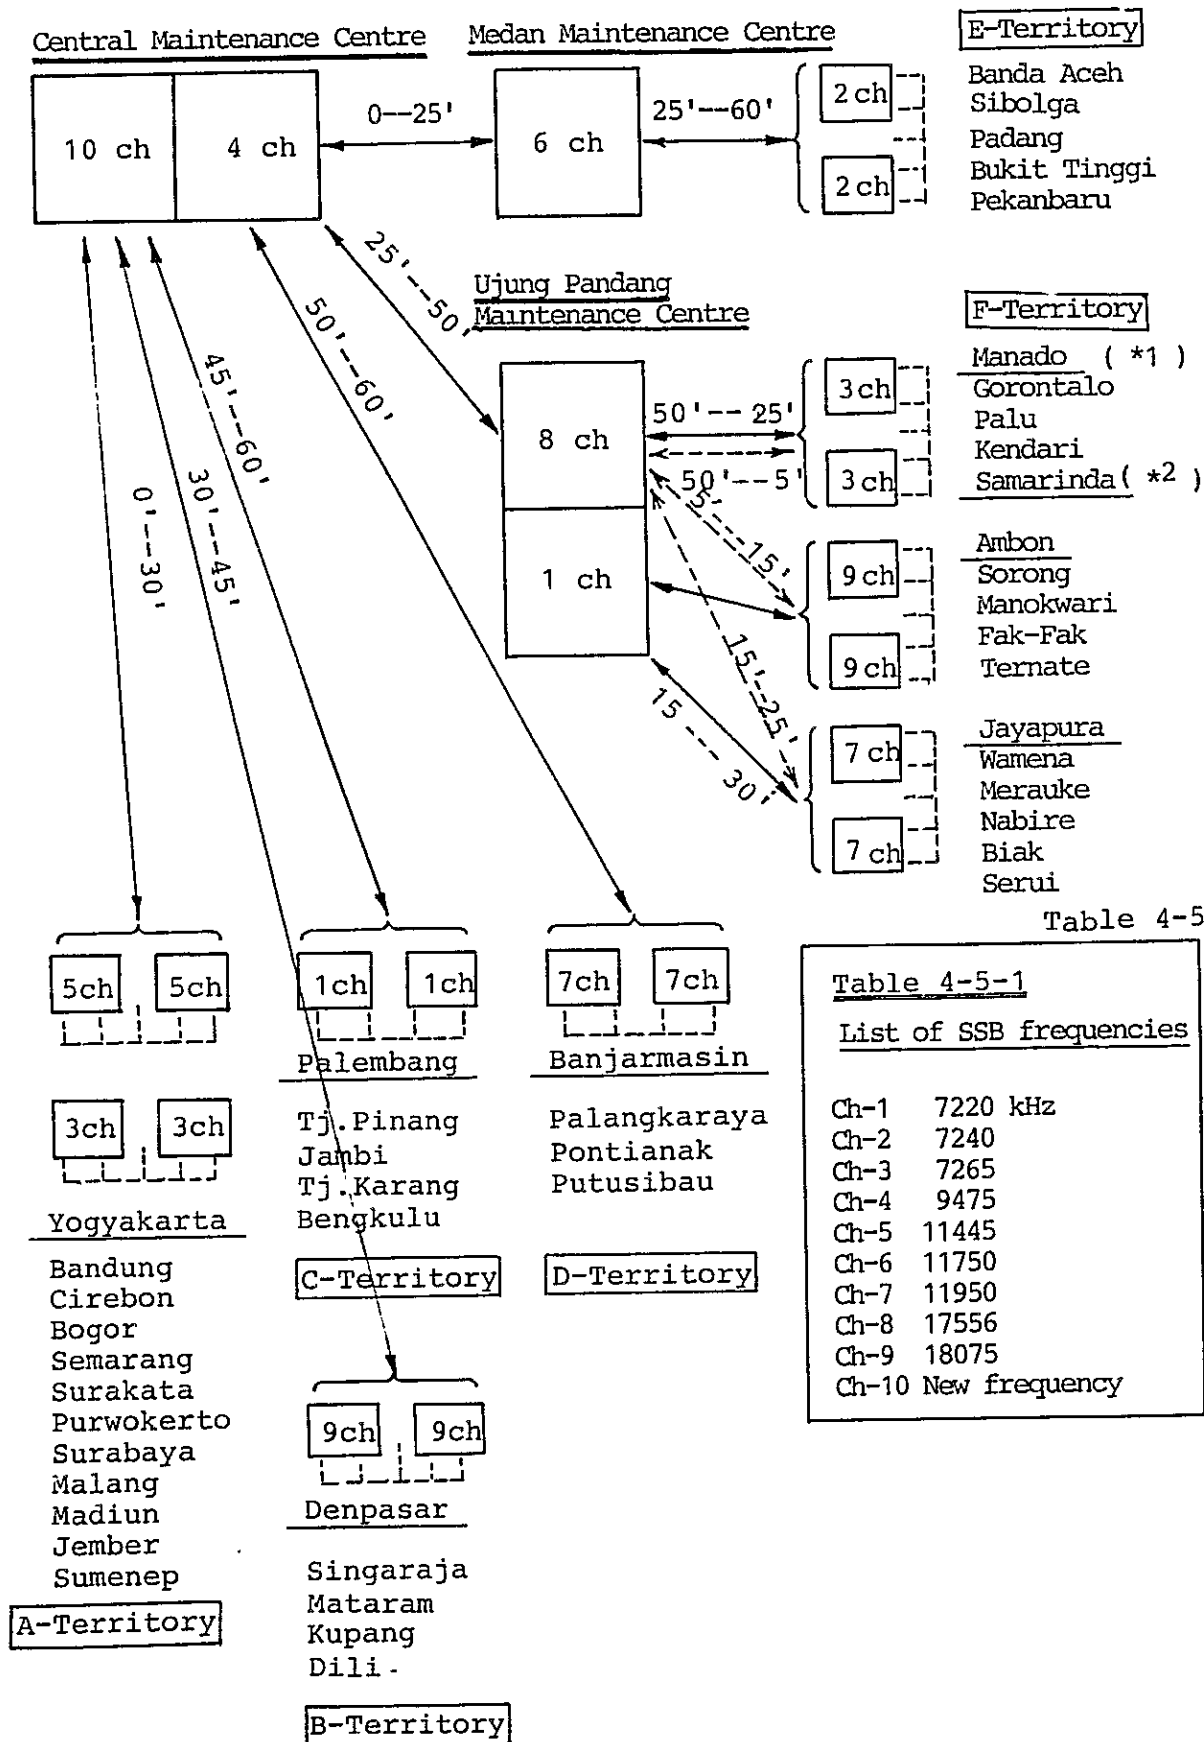 Central Maintenance Centre
10 ch
4 ch
0--25'
Medan Maintenance Centre
6 ch
25'--60'
E-Territory
2 ch
2 ch
Banda Aceh
Sibolga
Padang
Bukit Tinggi
Pekanbaru
25'--50'
50'--60'
45'--60'
30'--45'
0'--30'
Ujung Pandang
Maintenance Centre
8 ch
1 ch
50'-- 25'
50'--5'
5'---15'
15'--25'
15 ---- 30'
F-Territory
3 ch
3 ch
Manado ( *1 )
Gorontalo
Palu
Kendari
Samarinda( *2 )
9 ch
9 ch
Ambon
Sorong
Manokwari
Fak-Fak
Ternate
7 ch
7 ch
Jayapura
Wamena
Merauke
Nabire
Biak
Serui
5ch
5ch
3ch
3ch
Yogyakarta
Bandung
Cirebon
Bogor
Semarang
Surakata
Purwokerto
Surabaya
Malang
Madiun
Jember
Sumenep
A-Territory
1ch
1ch
Palembang
Tj.Pinang
Jambi
Tj.Karang
Bengkulu
C-Territory
9ch
9ch
Denpasar
Singaraja
Mataram
Kupang
Dili-
B-Territory
7ch
7ch
Banjarmasin
Palangkaraya
Pontianak
Putusibau
D-Territory
Table 4-5
Table 4-5-1
List of SSB frequencies
Ch-1 7220 kHz
Ch-2 7240
Ch-3 7265
Ch-4 9475
Ch-5 11445
Ch-6 11750
Ch-7 11950
Ch-8 17556
Ch-9 18075
Ch-10 New frequency